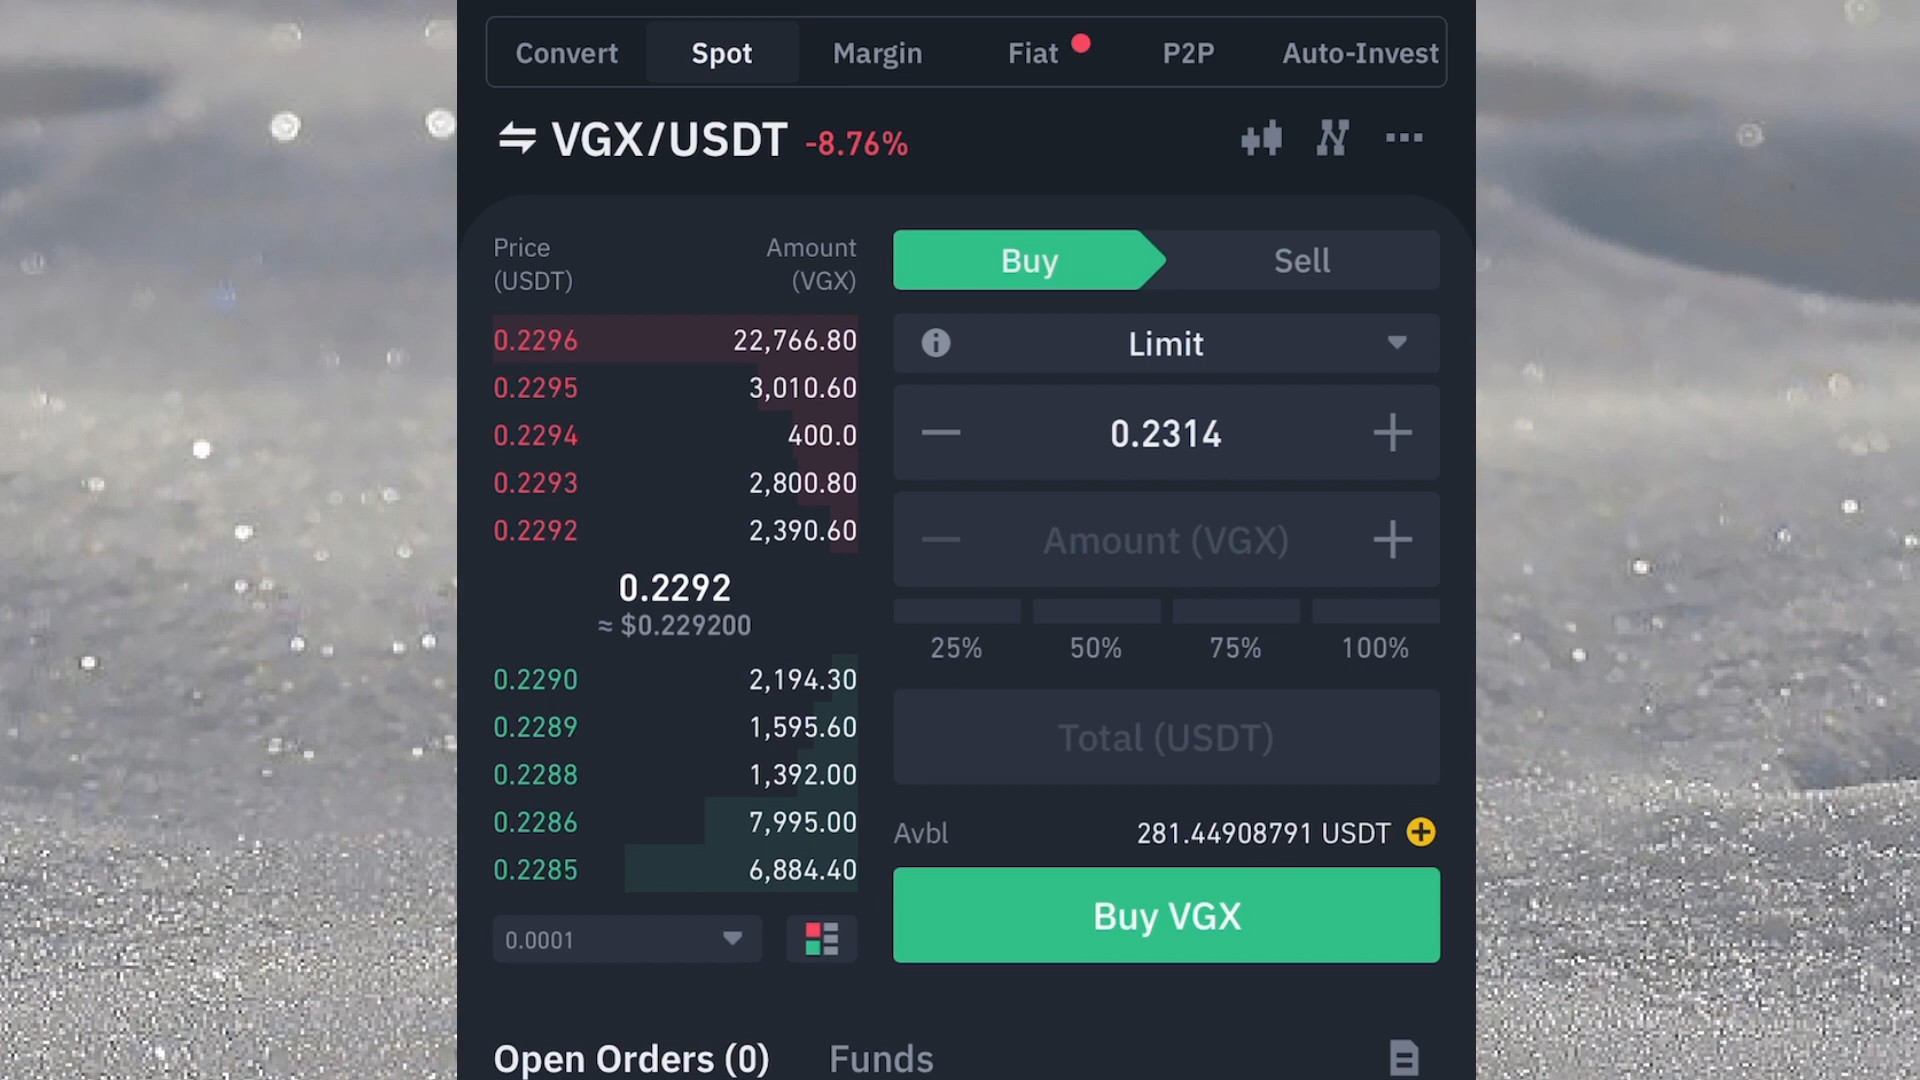 Convert Spot Margin Fiat P2P Auto-Invest
VGX/USDT -8.76%
Price Amount
(USDT) (VGX)
0.2296 22,766.80
0.2295 3,010.60
0.2294 400.0
0.2293 2,800.80
0.2292 2,390.60
0.2292
≈ $0.229200
0.2290 2,194.30
0.2289 1,595.60
0.2288 1,392.00
0.2286 7,995.00
0.2285 6,884.40
0.0001
Buy Sell
Limit
0.2314
Amount (VGX)
25% 50% 75% 100%
Total (USDT)
Avbl 281.44908791 USDT
Buy VGX
Open Orders (0) Funds